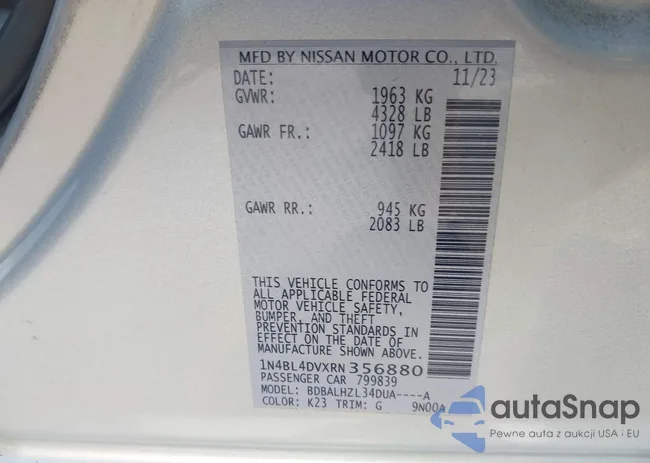 MFD BY NISSAN MOTOR CO., LTD.
DATE: 11/23
GVWR: 1963 KG
4328 LB
GAWR FR.: 1097 KG
2418 LB
GAWR RR.: 945 KG
2083 LB
THIS VEHICLE CONFORMS TO
ALL APPLICABLE FEDERAL
MOTOR VEHICLE SAFETY,
BUMPER, AND THEFT
PREVENTION STANDARDS IN
EFFECT ON THE DATE OF
MANUFACTURE SHOWN ABOVE.
1N4BL4DVXRN356880
PASSENGER CAR 799839
MODEL: BDBALHZL34DUA----A
COLOR: K23 TRIM: G 9N00A
autoSnap
Pewne auta z aukcji USA i EU